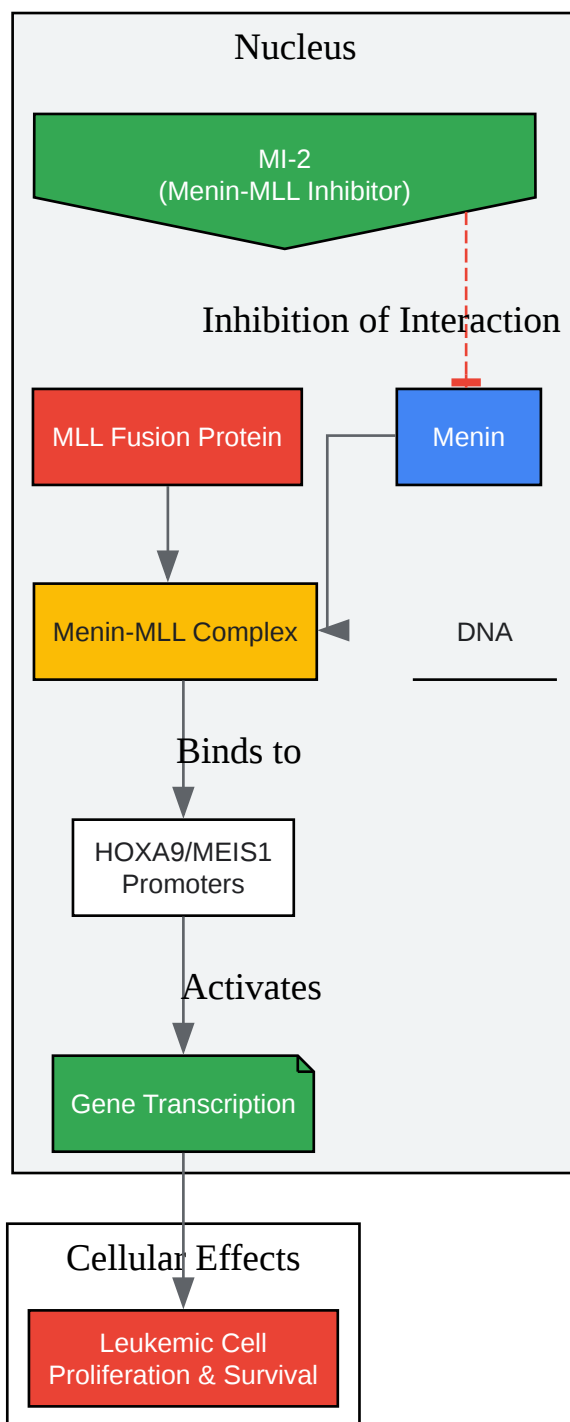 Nucleus
MI-2
(Menin-MLL Inhibitor)
Inhibition of Interaction
MLL Fusion Protein
Menin
Menin-MLL Complex
DNA
Binds to
HOXA9/MEIS1
Promoters
Activates
Gene Transcription
Cellular Effects
Leukemic Cell
Proliferation & Survival